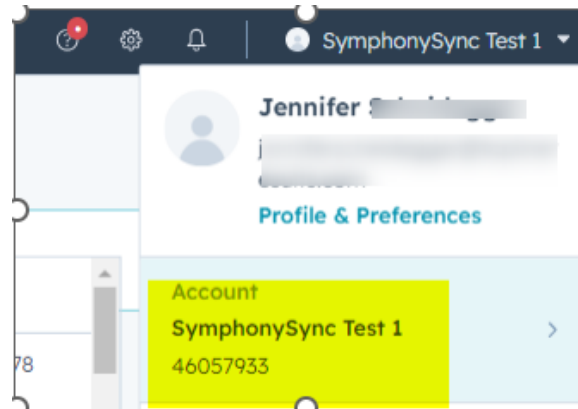 SymphonySync Test 1
Jennifer
Profile & Preferences
Account
SymphonySync Test 1
78
46057933